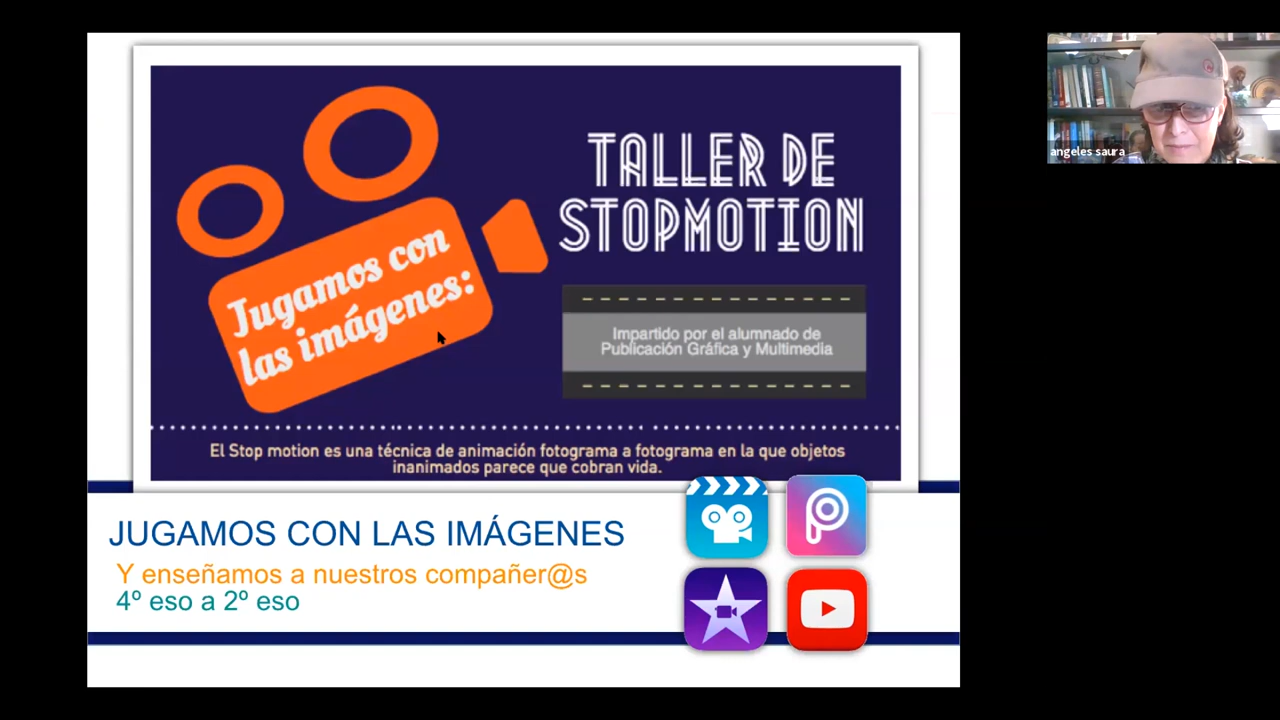 Jugamos con
las imágenes:
TALLER DE
STOPMOTION
Impartido por el alumnado de
Publicación Gráfica y Multimedia
El Stop motion es una técnica de animación fotograma a fotograma en la que objetos
inanimados parece que cobran vida.
JUGAMOS CON LAS IMÁGENES
Y enseñamos a nuestros compañer@s
4º eso a 2º eso
angeles saura